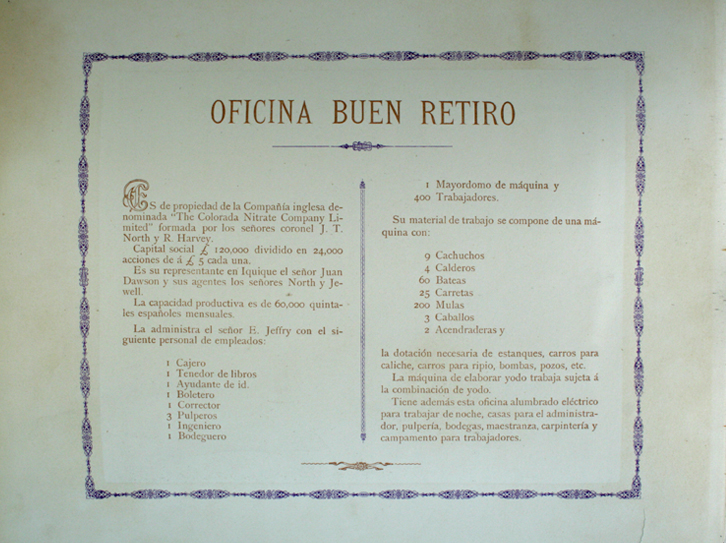 OFICINA BUEN RETIRO
ES de propiedad de la Compañía inglesa de-
nominada "The Colorada Nitrate Company Li-
mited" formada por los señores coronel J. T.
North y R. Harvey.
Capital social £ 120,000 dividido en 24,000
acciones de á £ 5 cada una.
Es su representante en Iquique el señor Juan
Dawson y sus agentes los señores North y Je-
well.
La capacidad productiva es de 60,000 quinta-
les españoles mensuales.
La administra el señor E. Jeffry con el si-
guiente personal de empleados:
1 Cajero
1 Tenedor de libros
1 Ayudante de id.
1 Boletero
1 Corrector
3 Pulperos
1 Ingeniero
1 Bodeguero
1 Mayordomo de máquina y
400 Trabajadores.
Su material de trabajo se compone de una má-
quina con:
9 Cachuchos
4 Calderos
60 Bateas
25 Carretas
200 Mulas
3 Caballos
2 Acendraderas y
la dotación necesaria de estanques, carros para
caliche, carros para ripio, bombas, pozos, etc.
La máquina de elaborar yodo trabaja sujeta á
la combinación de yodo.
Tiene además esta oficina alumbrado eléctrico
para trabajar de noche, casas para el administra-
dor, pulpería, bodegas, maestranza, carpintería y
campamento para trabajadores.